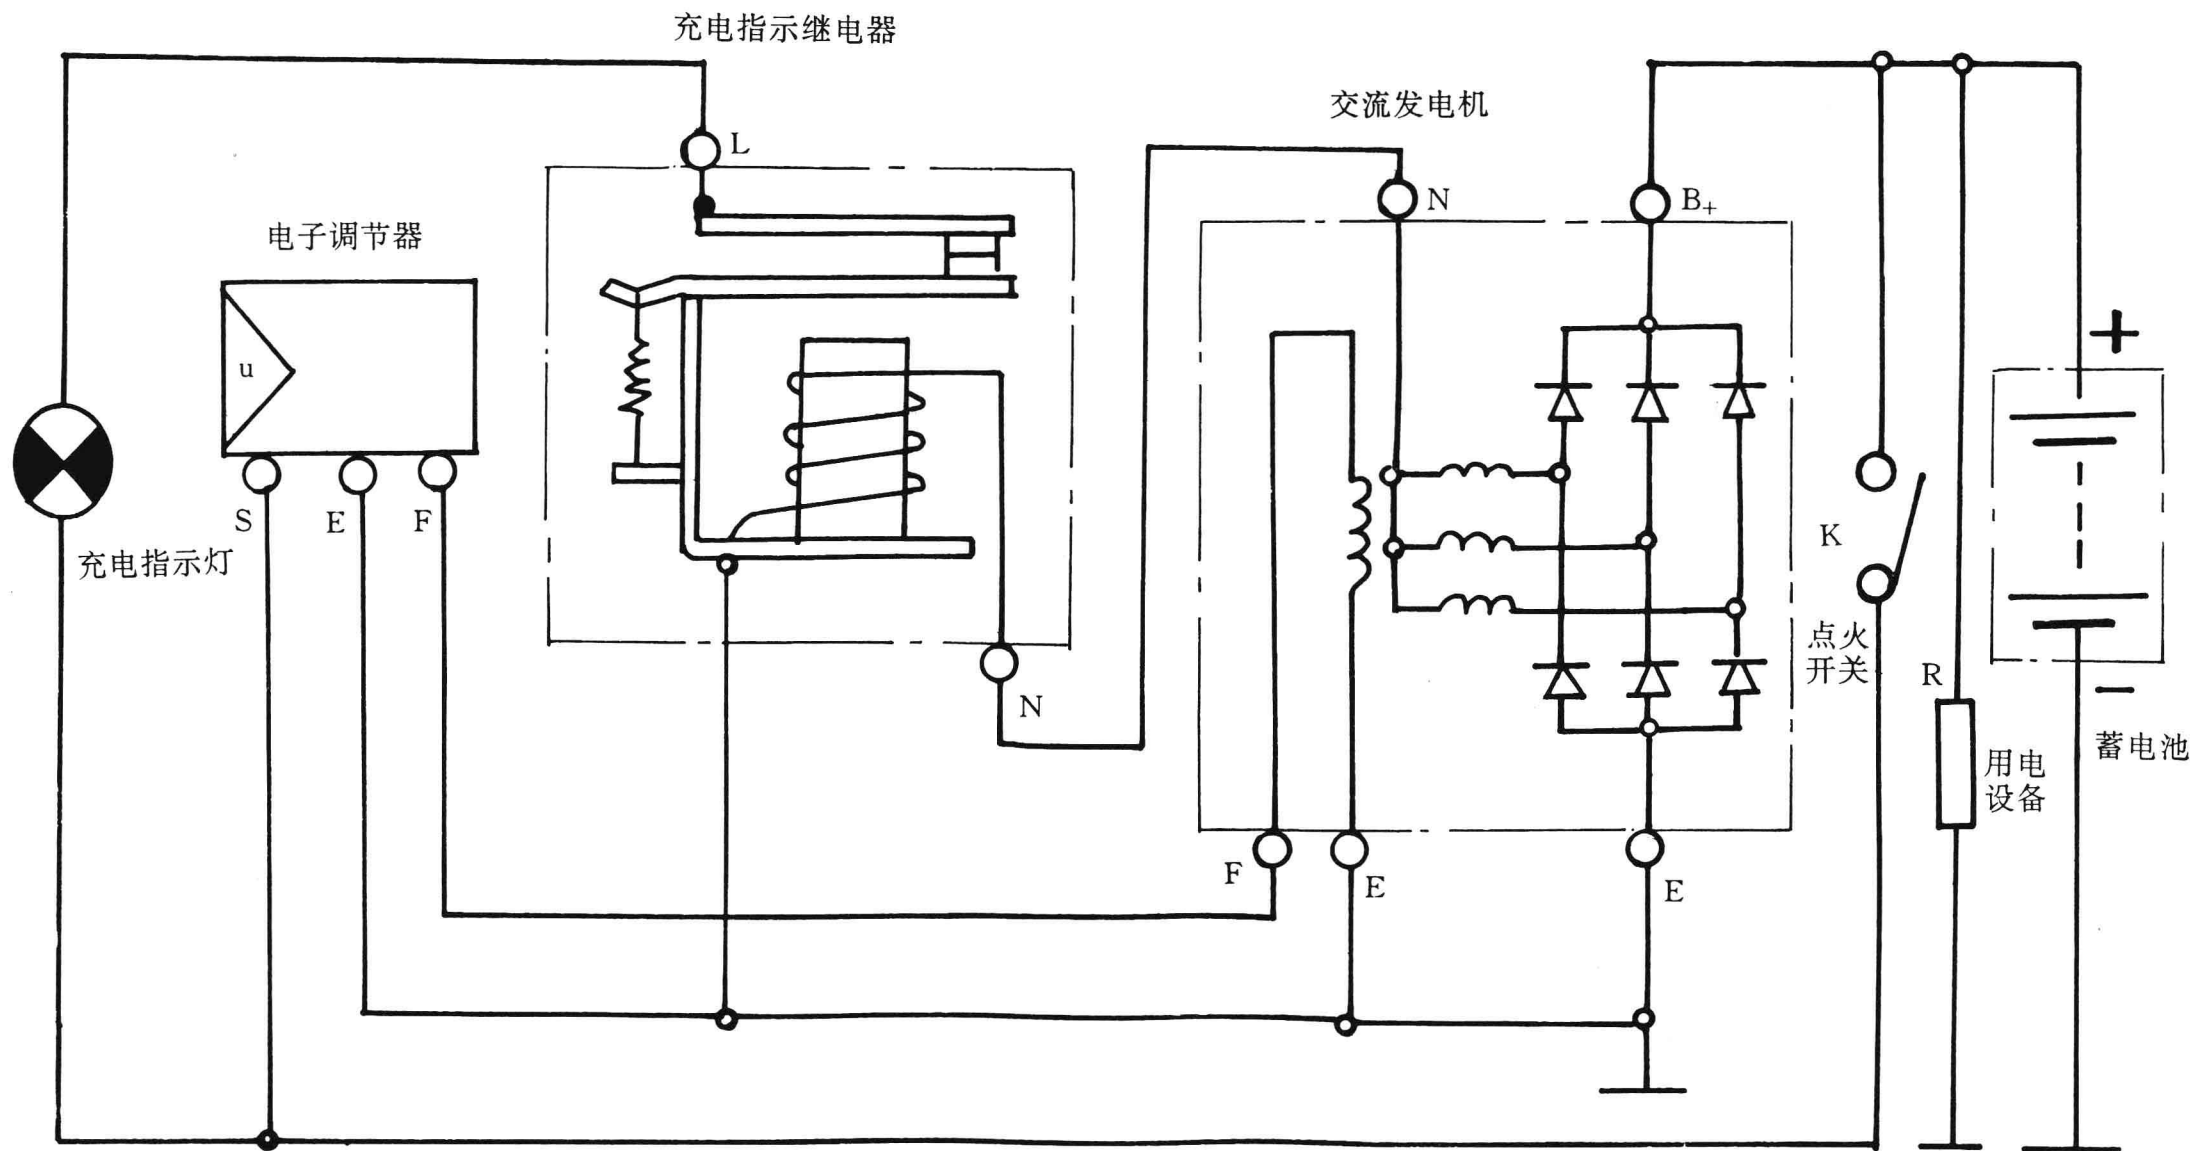 充电指示继电器
交流发电机
L
N
B+
电子调节器
u
S
E
F
充电指示灯
N
K
点火
开关
R
+
−
蓄电池
用电
设备
F
E
E